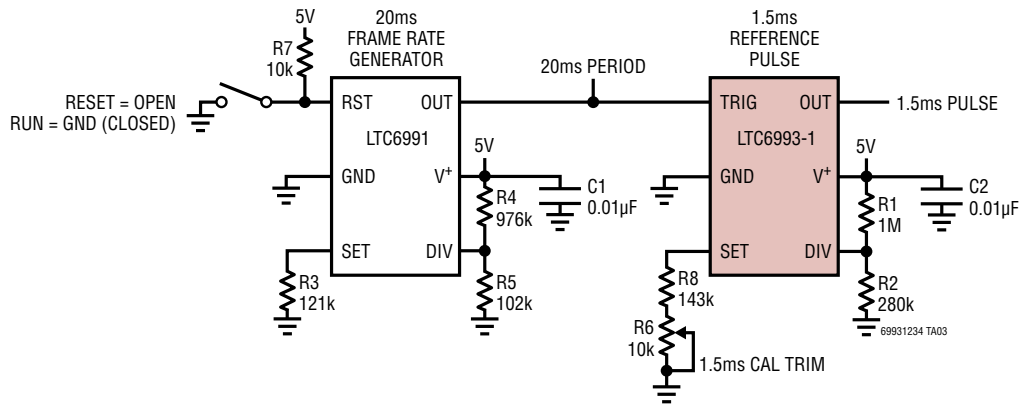 5V
R7
10k
RESET = OPEN
RUN = GND (CLOSED)
20ms
FRAME RATE
GENERATOR
RST
OUT
LTC6991
GND
V+
SET
DIV
R3
121k
5V
R4
976k
R5
102k
C1
0.01µF
20ms PERIOD
1.5ms
REFERENCE
PULSE
TRIG
OUT
LTC6993-1
GND
V+
SET
DIV
1.5ms PULSE
5V
R1
1M
C2
0.01µF
R2
280k
R8
143k
R6
10k
1.5ms CAL TRIM
69931234 TA03